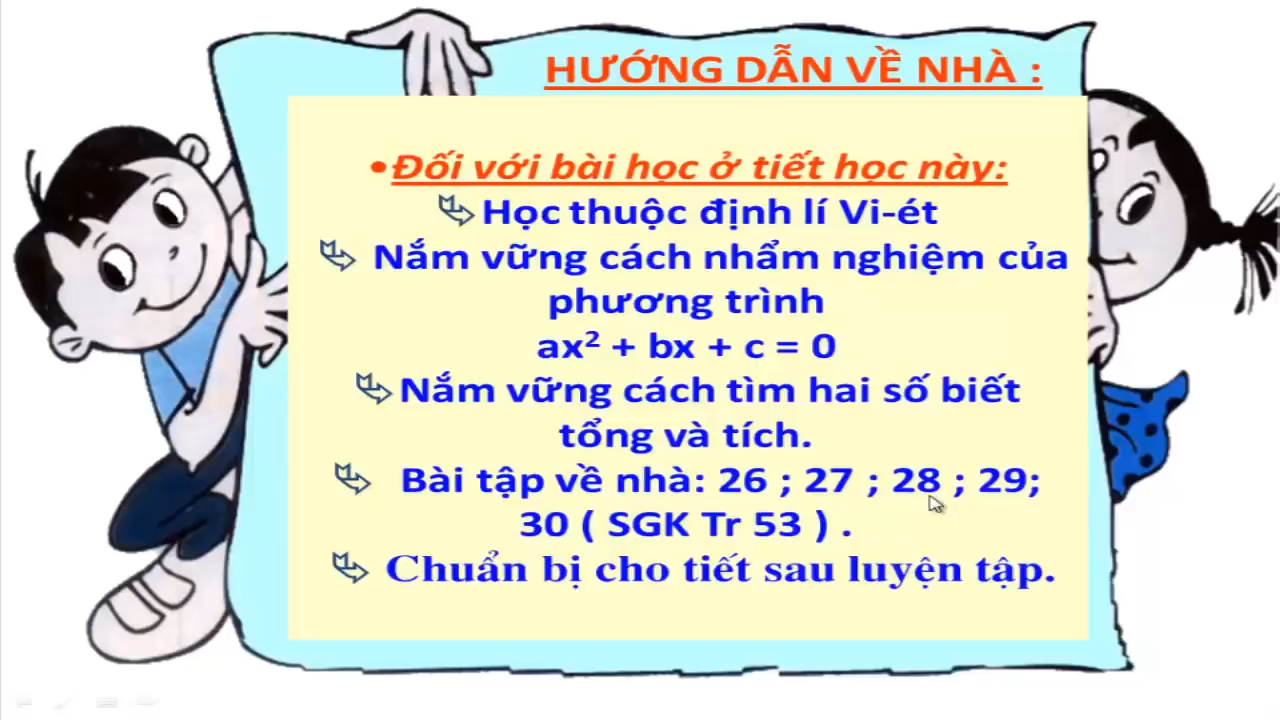 HƯỚNG DẪN VỀ NHÀ :
•Đối với bài học ở tiết học này:
Học thuộc định lí Vi-ét
Nắm vững cách nhẩm nghiệm của
phương trình
ax² + bx + c = 0
Nắm vững cách tìm hai số biết
tổng và tích.
Bài tập về nhà: 26 ; 27 ; 28 ; 29;
30 ( SGK Tr 53 ) .
Chuẩn bị cho tiết sau luyện tập.